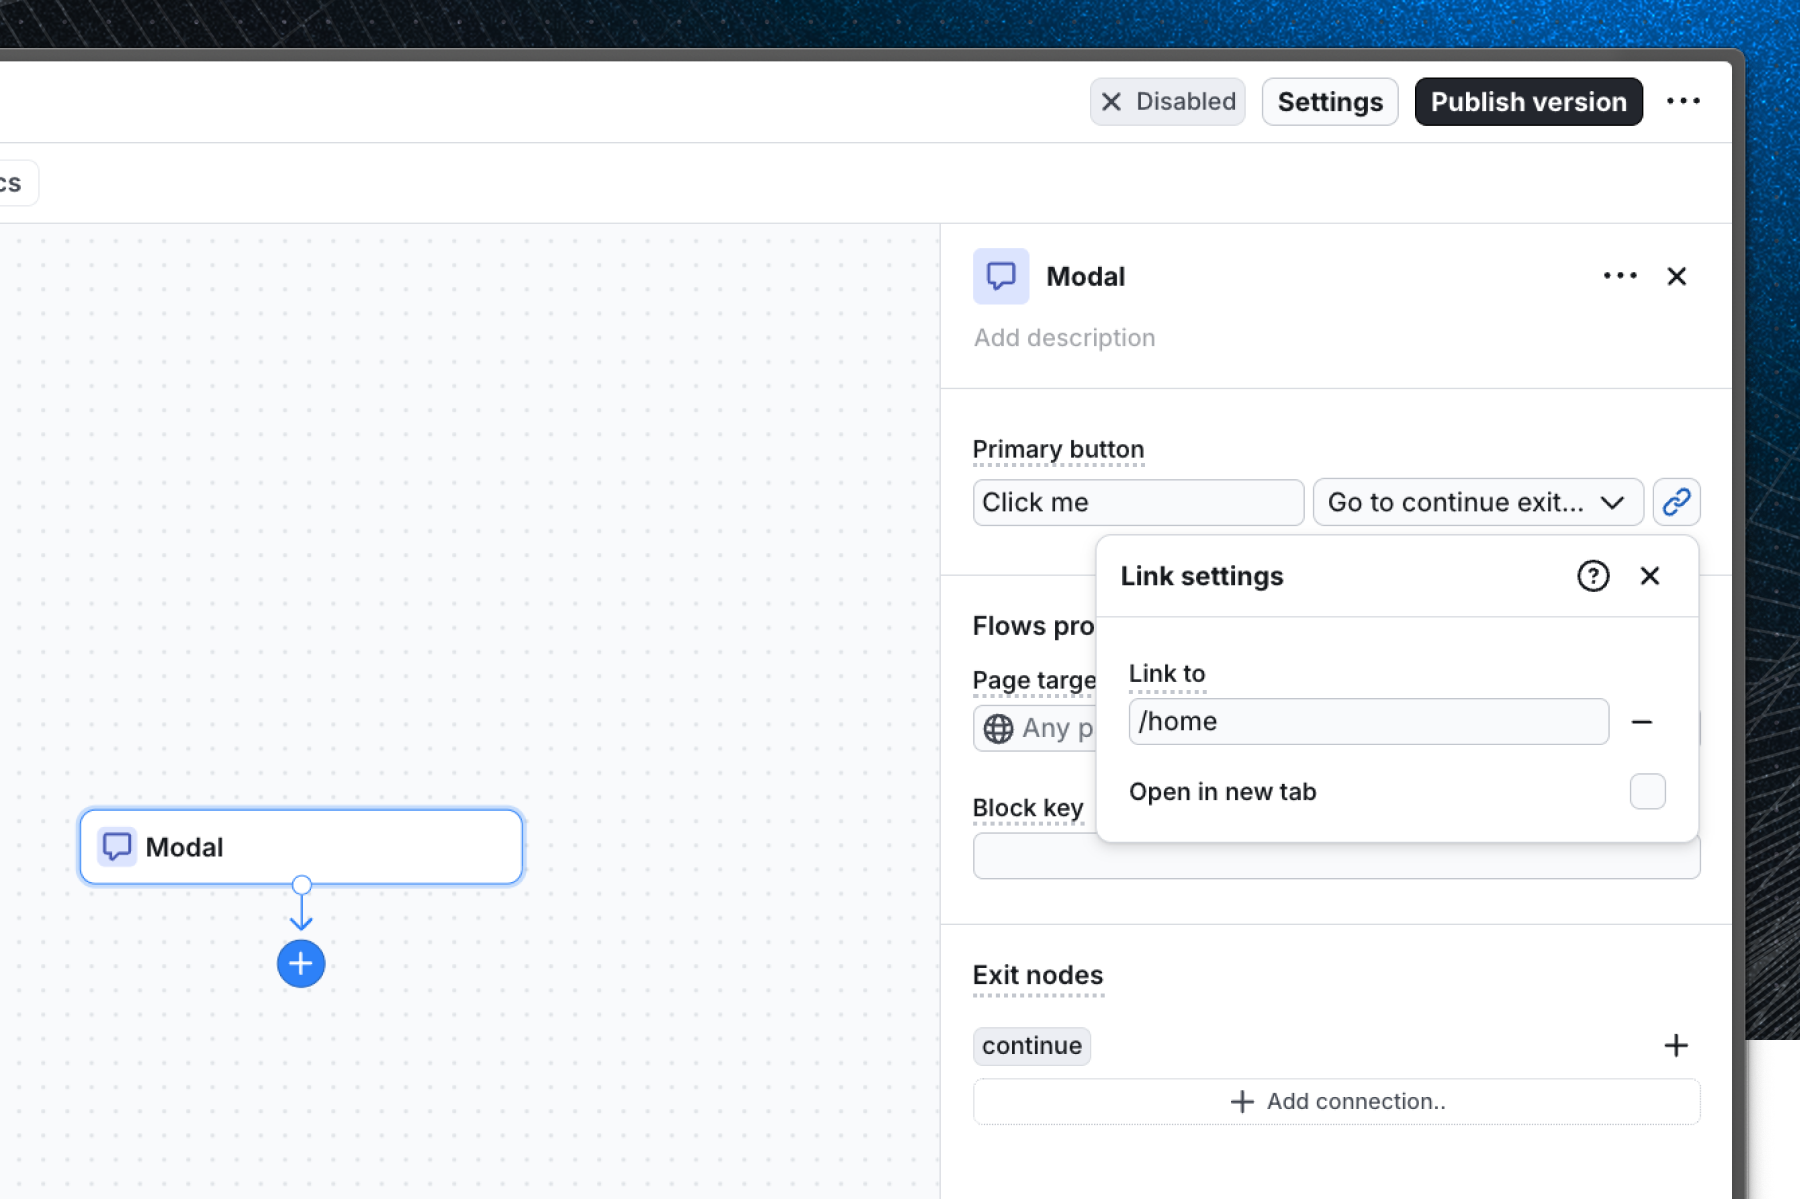 Disabled
Settings
Publish version
cs
Modal
Add description
Primary button
Click me
Go to continue exit...
Link settings
Flows pro
Link to
Page targe
/home
Any p
Open in new tab
Block key
Modal
Exit nodes
continue
Add connection..